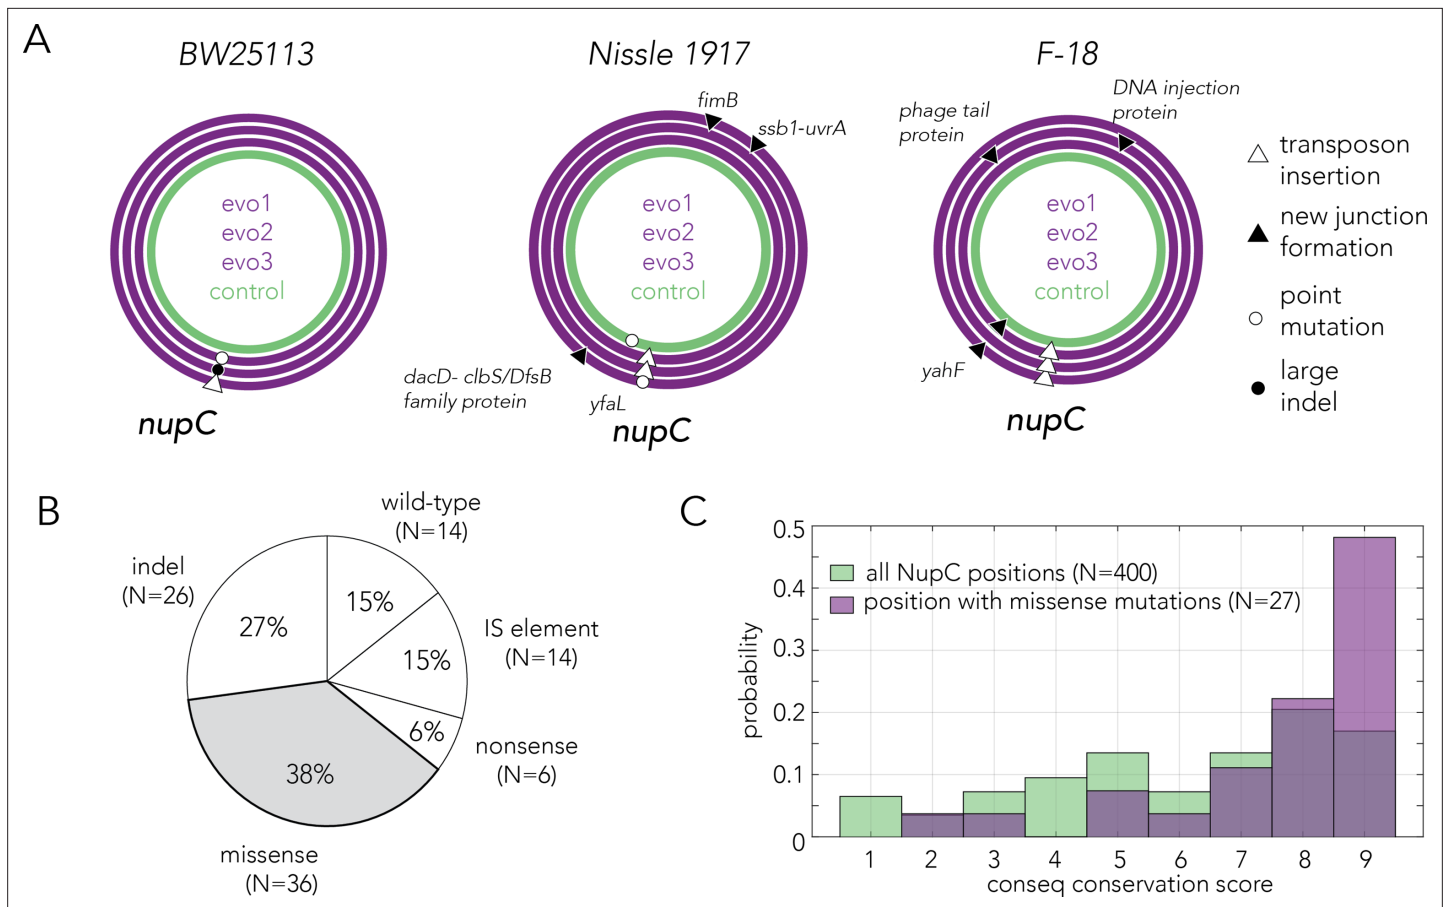 A
BW25113
evo1
evo2
evo3
control
nupC
Nissle 1917
fimB
ssb1-uvrA
evo1
evo2
evo3
control
dacD- clbS/DfsB
family protein
yfaL
nupC
F-18
phage tail
protein
DNA injection
protein
evo1
evo2
evo3
control
yahF
nupC
transposon
insertion
new junction
formation
point
mutation
large
indel
B
wild-type
(N=14)
15%
IS element
(N=14)
15%
nonsense
(N=6)
6%
missense
(N=36)
38%
indel
(N=26)
27%
C
probability
0.5
0.4
0.3
0.2
0.1
0
all NupC positions (N=400)
position with missense mutations (N=27)
1 2 3 4 5 6 7 8 9
conseq conservation score